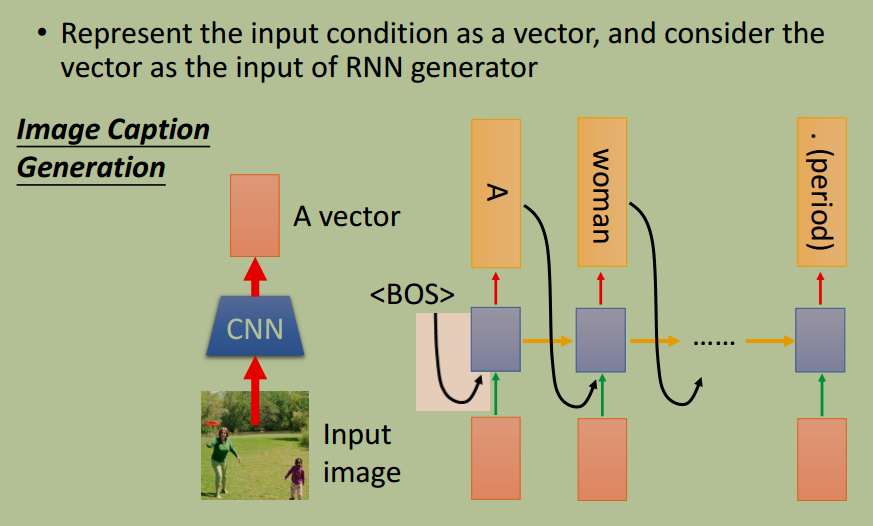 • Represent the input condition as a vector, and consider the
vector as the input of RNN generator
Image Caption
Generation
A vector
CNN
Input
image
<BOS>
A
woman
. (period)
......